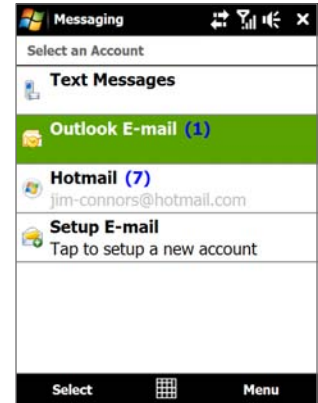 Messaging
Select an Account
Text Messages
Outlook E-mail (1)
Hotmail (7)
jim-connors@hotmail.com
Setup E-mail
Tap to setup a new account
Select
Menu